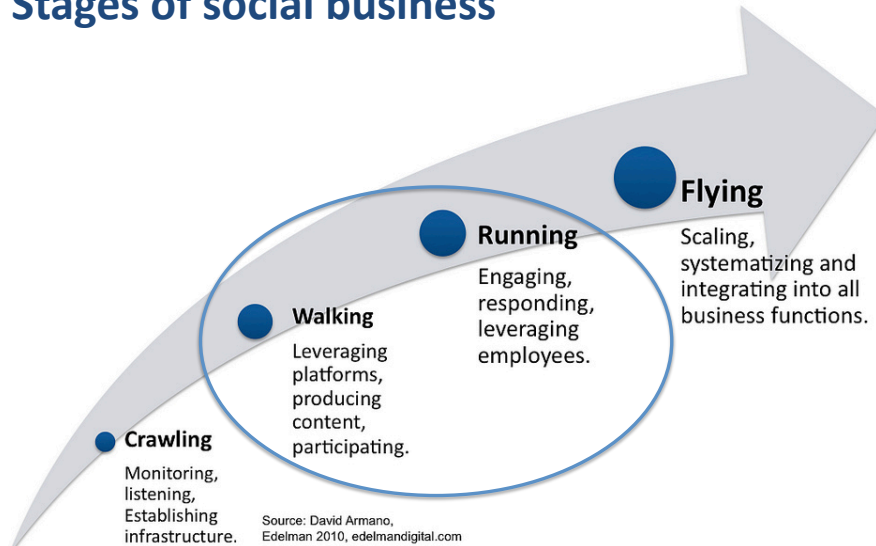 Stages of social business
Flying
Scaling,
systematizing and
integrating into all
business functions.
Running
Engaging,
responding,
leveraging
employees.
Walking
Leveraging
platforms,
producing
content,
participating.
Crawling
Monitoring,
listening,
Establishing
infrastructure.
Source: David Armano,
Edelman 2010, edelmandigital.com